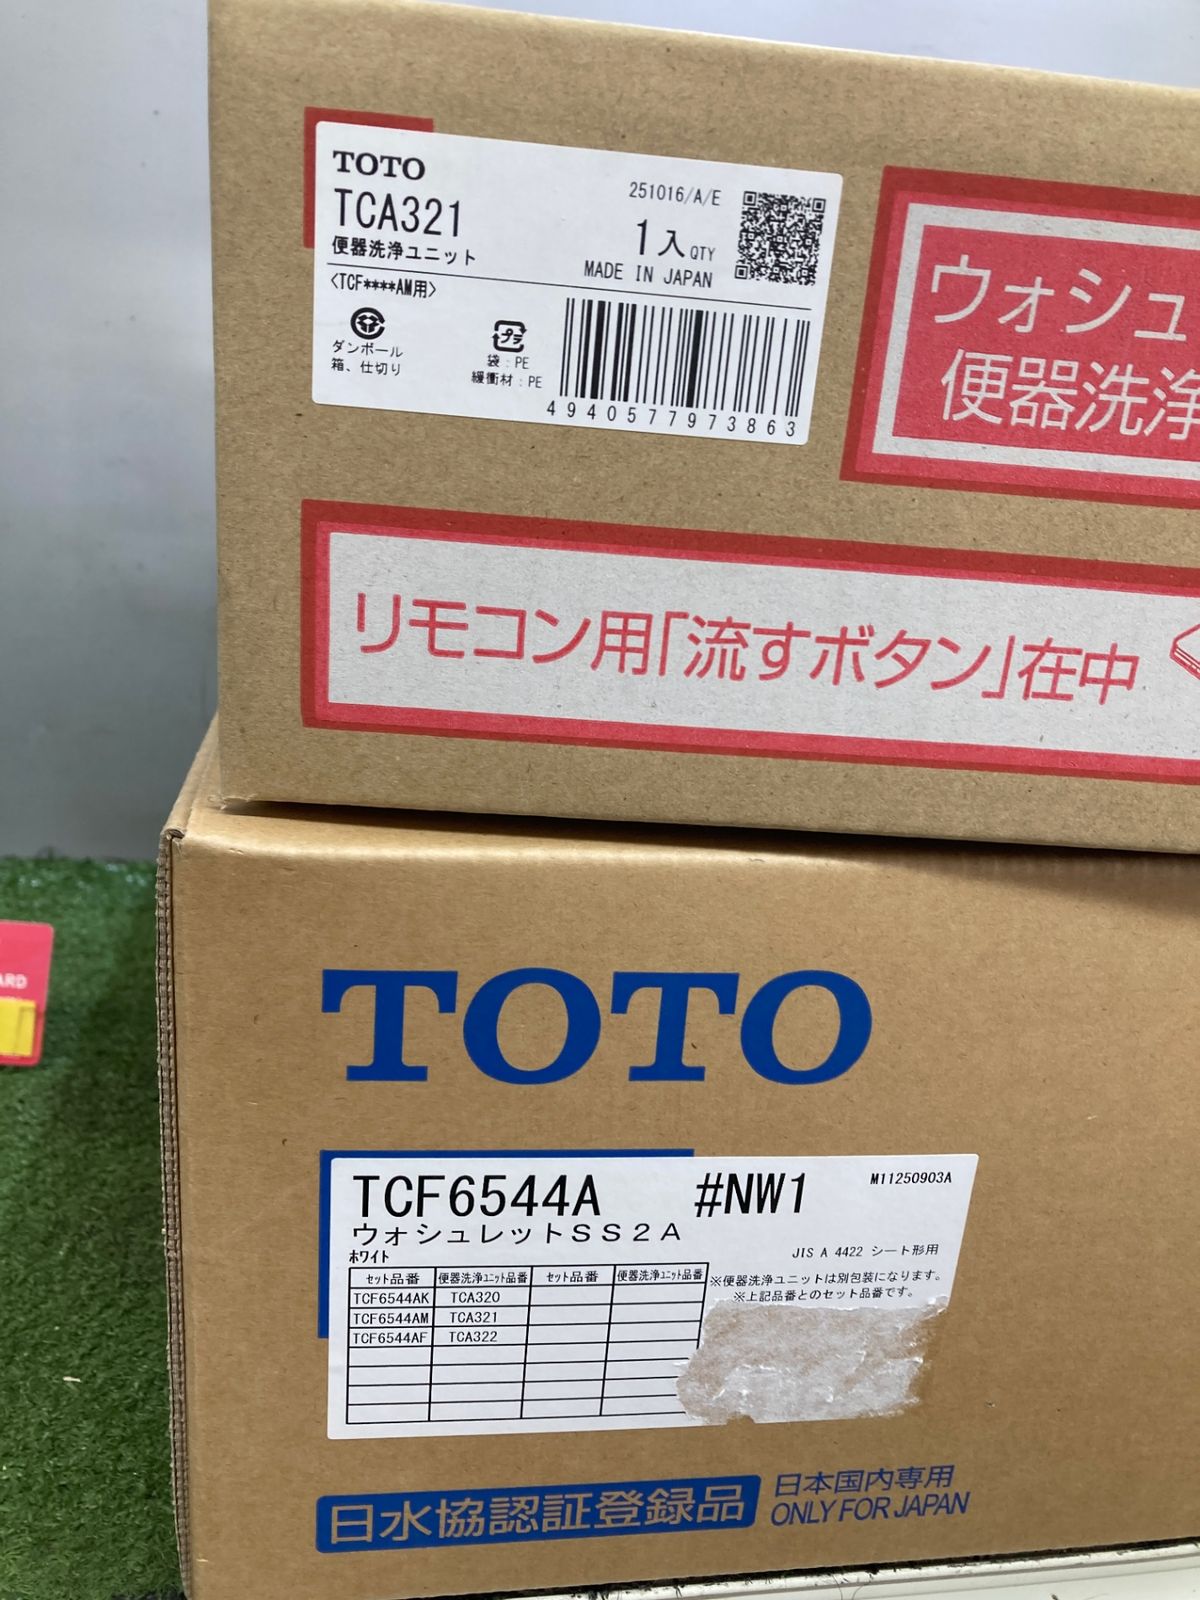 TOTO
TCA321
便器洗浄ユニット
251016/A/E
1入 QTY
MADE IN JAPAN
〈TCF****AM用〉
ダンボール
箱、仕切り
プラ
袋:PE
緩衝材:PE
4940577973863
ウォシュ
便器洗浄
リモコン用「流すボタン」在中
ARD
TOTO
TCF6544A #NW1 M11250903A
ウォシュレットSS2A
ホワイト
JIS A 4422 シート形用
セット品番 便器洗浄ユニット品番 セット品番 便器洗浄ユニット品番
TCF6544AK TCA320
TCF6544AM TCA321
TCF6544AF TCA322
※便器洗浄ユニットは別包装になります。
※上記品番とのセット品番です。
日水協認証登録品
日本国内専用
ONLY FOR JAPAN